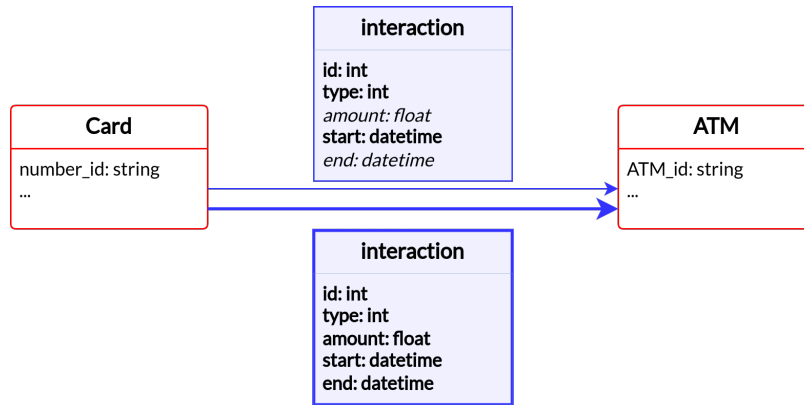 interaction
id: int
type: int
amount: float
start: datetime
end: datetime
Card
number_id: string
...
ATM
ATM_id: string
...
interaction
id: int
type: int
amount: float
start: datetime
end: datetime